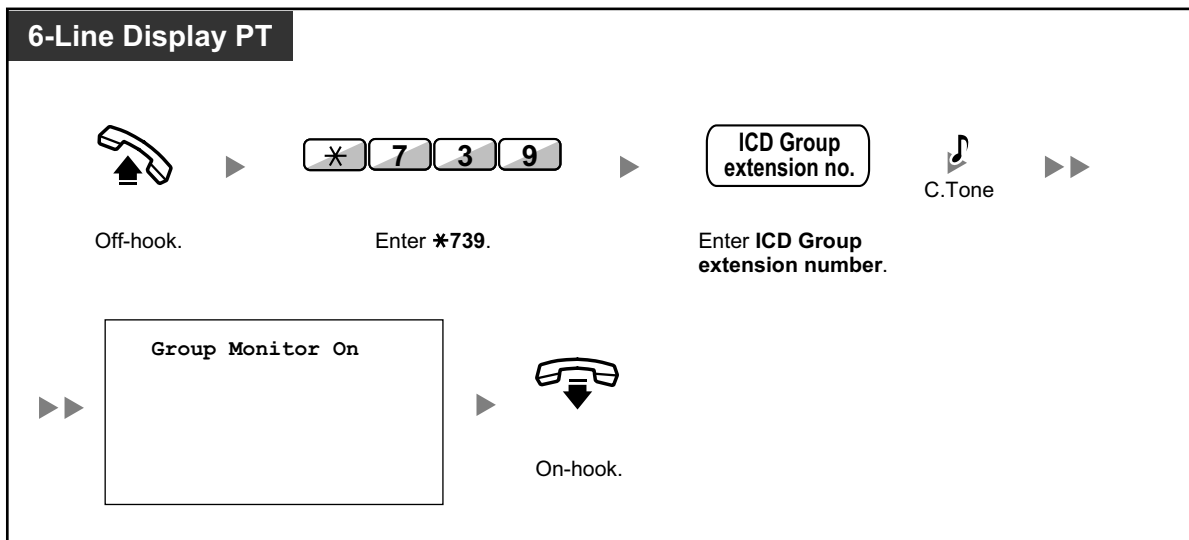 6-Line Display PT
✳ 7 3 9
ICD Group
extension no.
C.Tone
Off-hook.
Enter ✳739.
Enter ICD Group
extension number.
Group Monitor On
On-hook.